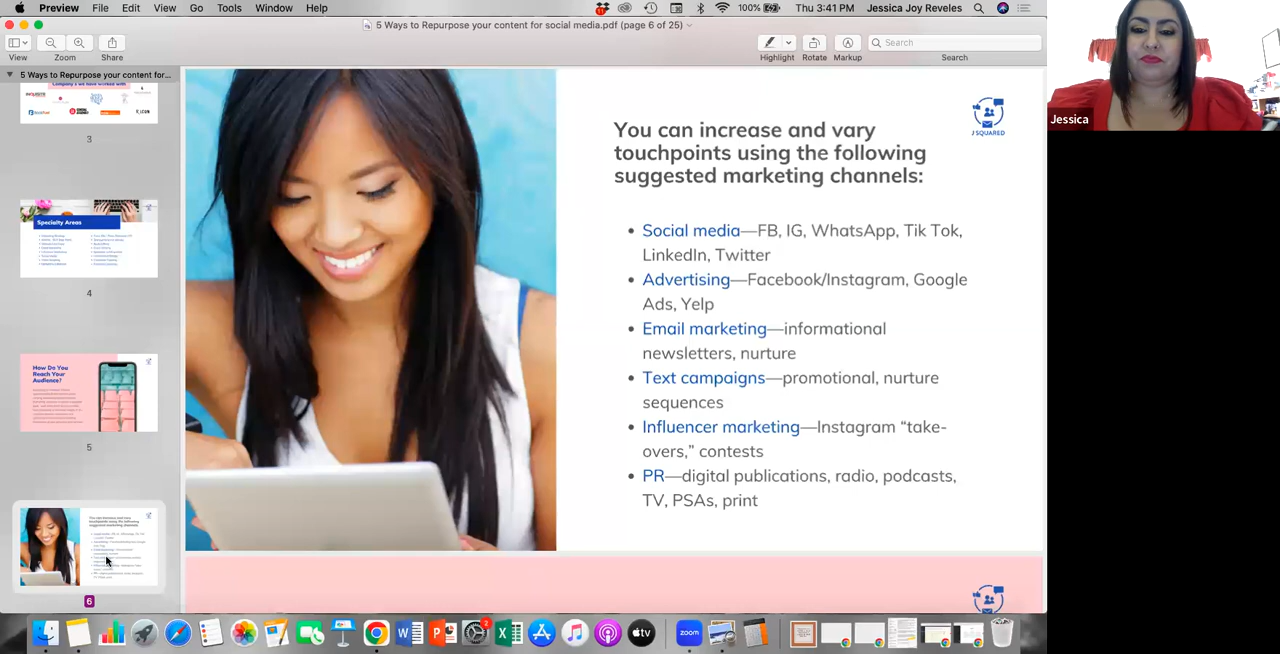 Preview File Edit View Go Tools Window Help
100% Thu 3:41 PM Jessica Joy Reveles
5 Ways to Repurpose your content for social media.pdf (page 6 of 25)
View Zoom Share
Highlight Rotate Markup Search
Search
5 Ways to Repurpose your content for...
3
Specialty Areas
4
How Do You
Reach Your
Audience?
5
6
J SQUARED
You can increase and vary
touchpoints using the following
suggested marketing channels:
• Social media—FB, IG, WhatsApp, Tik Tok,
LinkedIn, Twitter
• Advertising—Facebook/Instagram, Google
Ads, Yelp
• Email marketing—informational
newsletters, nurture
• Text campaigns—promotional, nurture
sequences
• Influencer marketing—Instagram “take-
overs,” contests
• PR—digital publications, radio, podcasts,
TV, PSAs, print
Jessica
2
zoom
tv